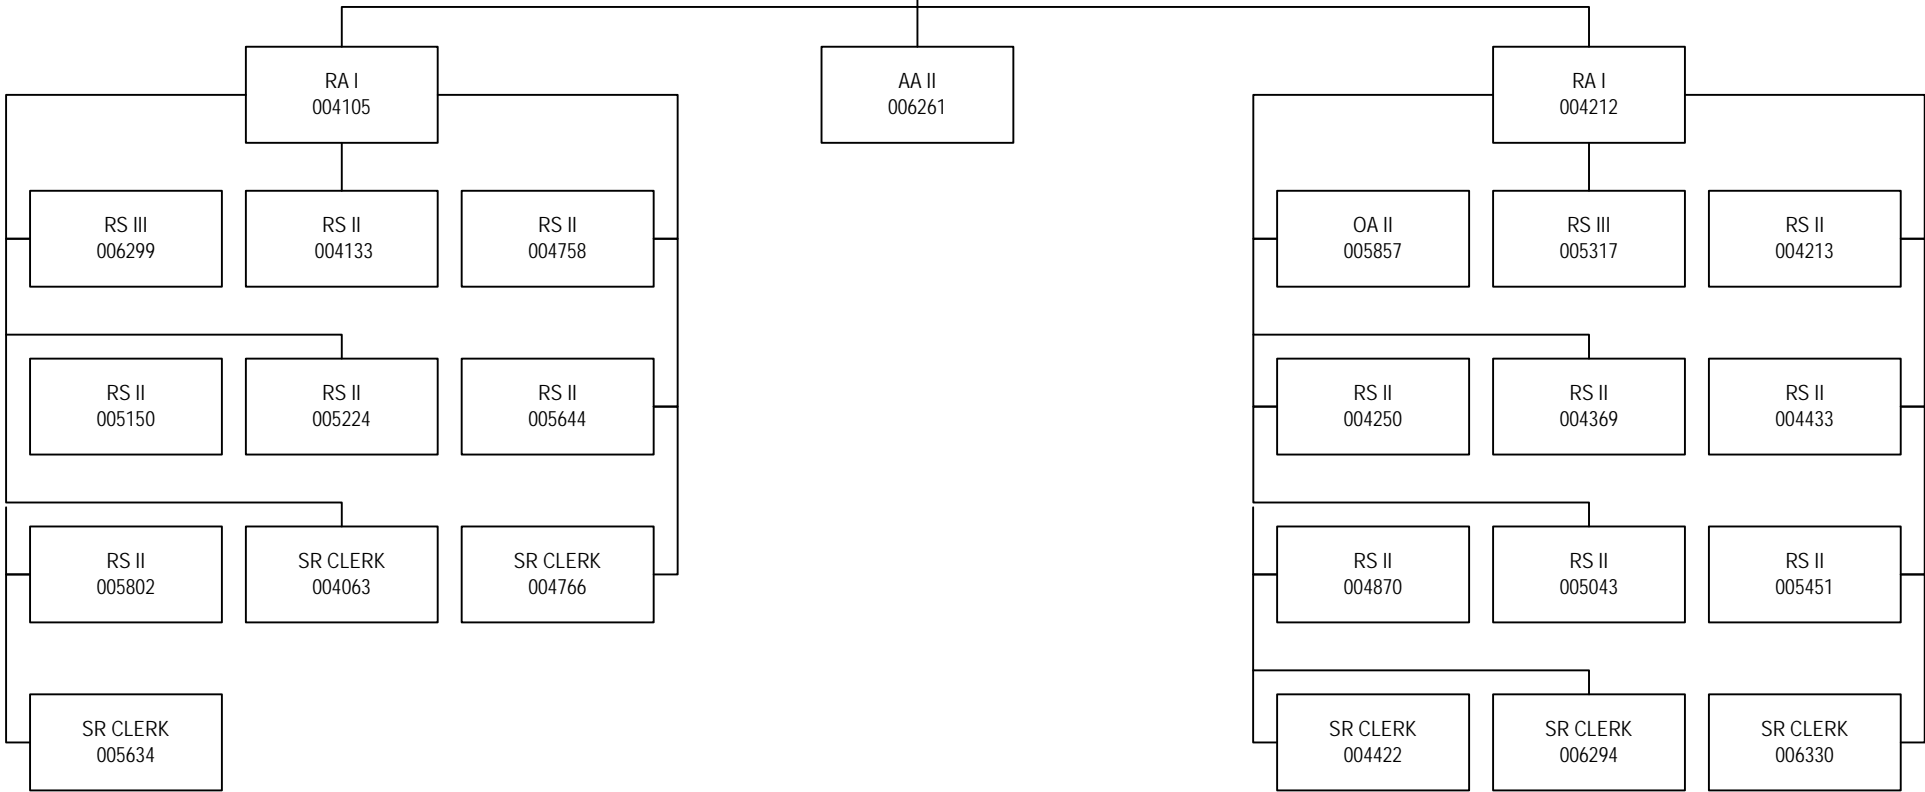 RA I
004105
AA II
006261
RA I
004212
RS III
006299
RS II
004133
RS II
004758
OA II
005857
RS III
005317
RS II
004213
RS II
005150
RS II
005224
RS II
005644
RS II
004250
RS II
004369
RS II
004433
RS II
005802
SR CLERK
004063
SR CLERK
004766
RS II
004870
RS II
005043
RS II
005451
SR CLERK
005634
SR CLERK
004422
SR CLERK
006294
SR CLERK
006330